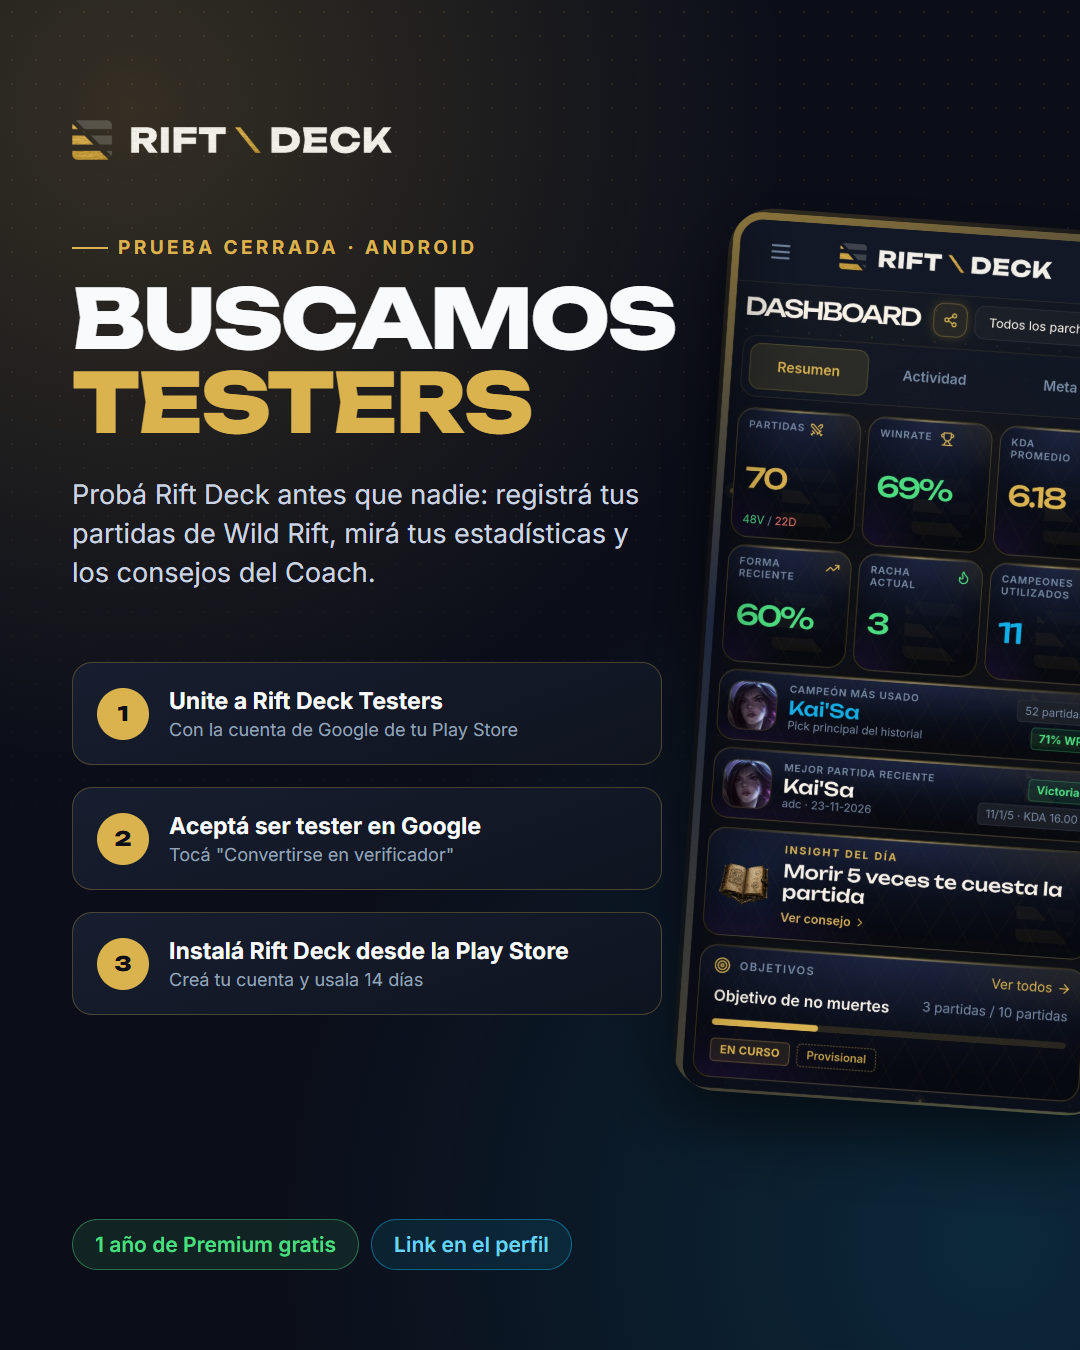 RIFT \ DECK
PRUEBA CERRADA · ANDROID
BUSCAMOS
TESTERS
Probá Rift Deck antes que nadie: registrá tus
partidas de Wild Rift, mirá tus estadísticas y
los consejos del Coach.
1
Unite a Rift Deck Testers
Con la cuenta de Google de tu Play Store
2
Aceptá ser tester en Google
Tocá "Convertirse en verificador"
3
Instalá Rift Deck desde la Play Store
Creá tu cuenta y usala 14 días
1 año de Premium gratis
Link en el perfil
RIFT \ DECK
DASHBOARD
Todos los parch
Resumen
Actividad
Meta
PARTIDAS
70
48V / 22D
WINRATE
69%
KDA
PROMEDIO
6.18
FORMA
RECIENTE
60%
RACHA
ACTUAL
3
CAMPEONES
UTILIZADOS
11
CAMPEÓN MÁS USADO
Kai'Sa
Pick principal del historial
52 partidas
71% WR
MEJOR PARTIDA RECIENTE
Kai'Sa
adc · 23-11-2026
Victoria
11/1/5 · KDA 16.00
INSIGHT DEL DÍA
Morir 5 veces te cuesta la
partida
Ver consejo >
OBJETIVOS
Ver todos →
Objetivo de no muertes
3 partidas / 10 partidas
EN CURSO
Provisional